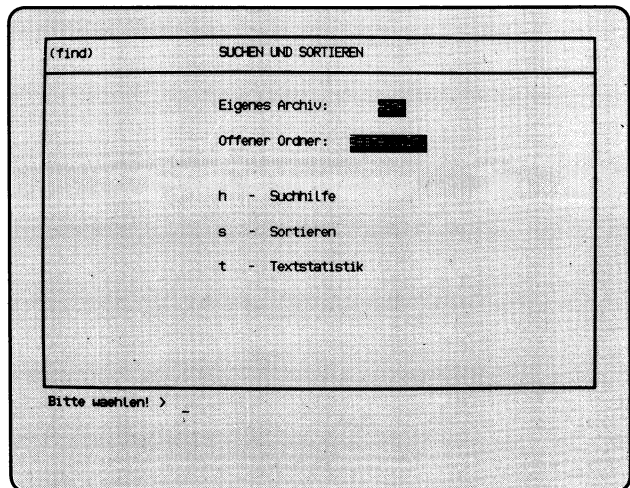 (find) SUCHEN UND SORTIEREN
Eigenes Archiv:
Offener Ordner:
h - Suchhilfe
s - Sortieren
t - Textstatistik
Bitte waehlen! > _